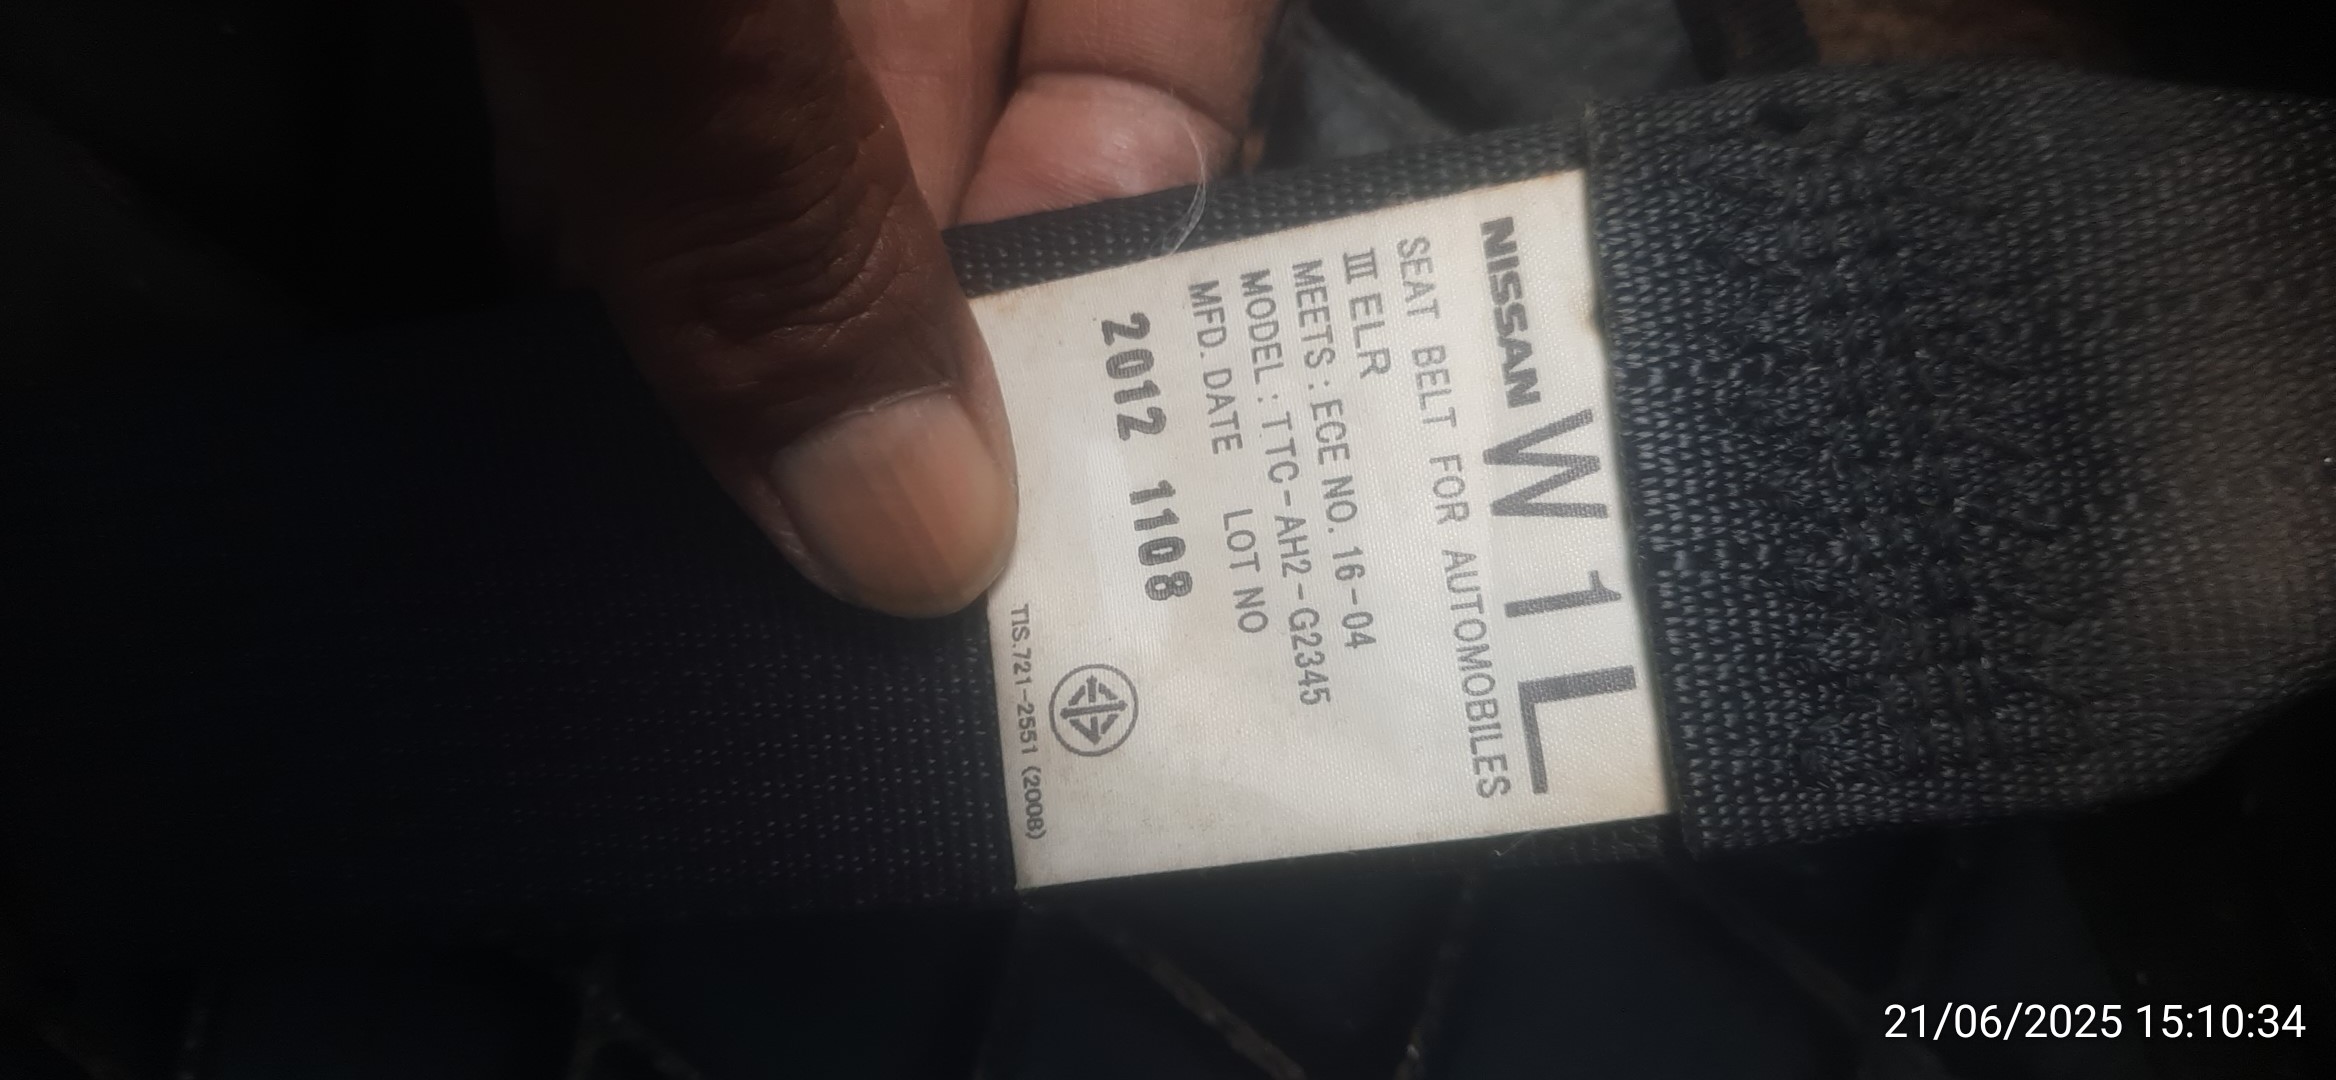 NISSAN W1L
SEAT BELT FOR AUTOMOBILES
III ELR
MEETS : ECE NO. 16-04
MODEL : TTC-AH2-G2345
MFD. DATE LOT NO
2012 1108
TIS.721-2551 (2008)
21/06/2025 15:10:34